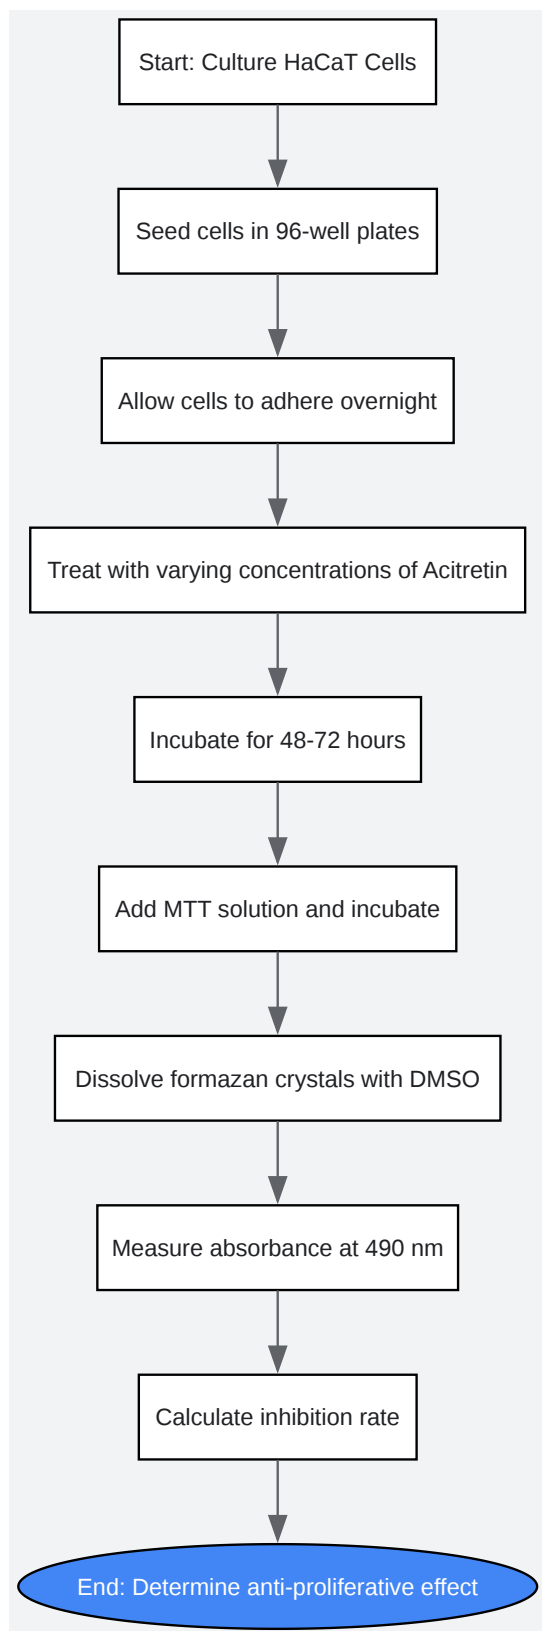 Start: Culture HaCaT Cells
Seed cells in 96-well plates
Allow cells to adhere overnight
Treat with varying concentrations of Acitretin
Incubate for 48-72 hours
Add MTT solution and incubate
Dissolve formazan crystals with DMSO
Measure absorbance at 490 nm
Calculate inhibition rate
End: Determine anti-proliferative effect